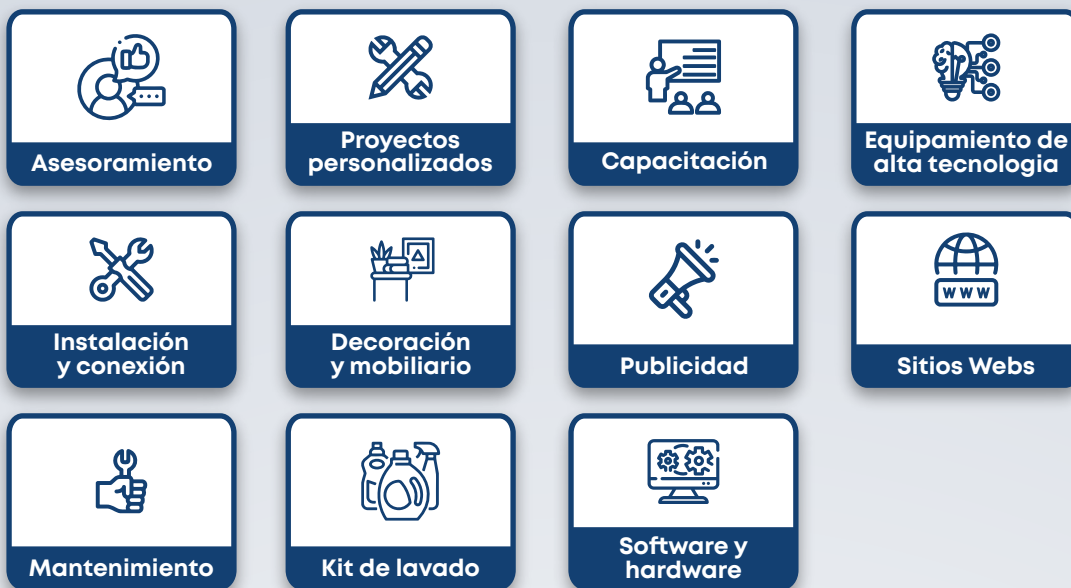 Asesoramiento
Proyectos
personalizados
Capacitación
Equipamiento de
alta tecnologia
Instalación
y conexión
Decoración
y mobiliario
Publicidad
WWW
Sitios Webs
Mantenimiento
Kit de lavado
Software y
hardware